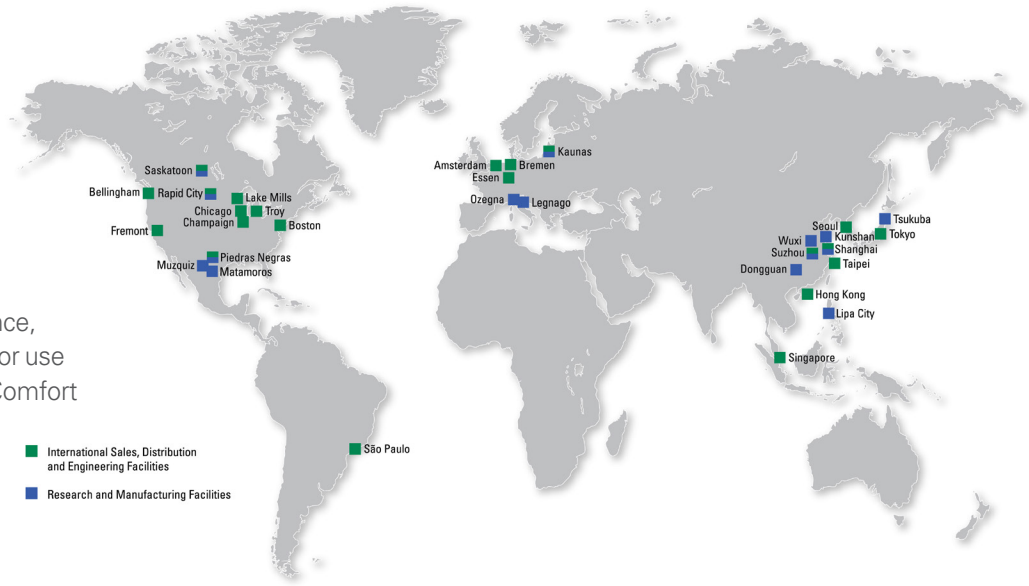 Saskatoon
Bellingham
Rapid City
Lake Mills
Chicago
Troy
Champaign
Boston
Fremont
Piedras Negras
Muzquiz
Matamoros
São Paulo
Kaunas
Amsterdam
Bremen
Essen
Ozegna
Legnago
Tsukuba
Seoul
Tokyo
Wuxi
Kunshan
Suzhou
Shanghai
Dongguan
Taipei
Hong Kong
Lipa City
Singapore
or use
Comfort
International Sales, Distribution
and Engineering Facilities
Research and Manufacturing Facilities